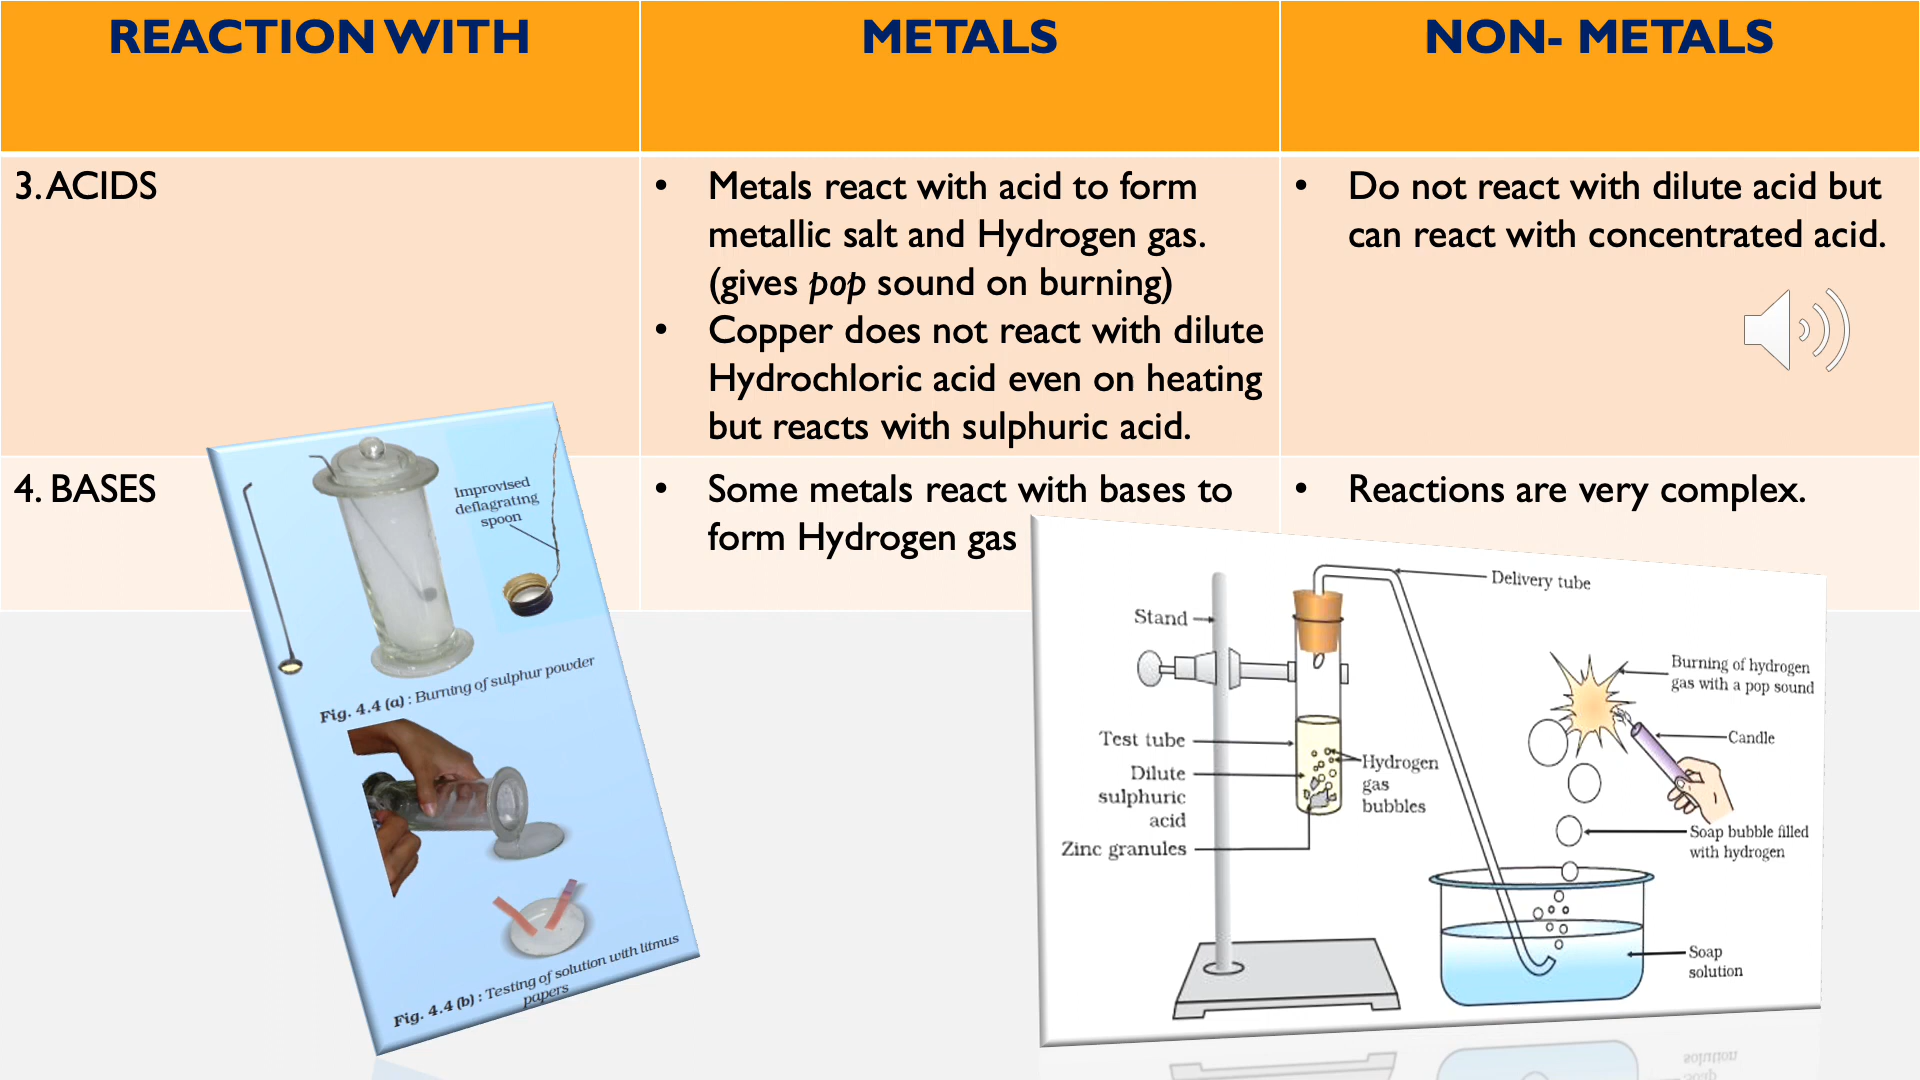 REACTION WITH
METALS
NON- METALS
3. ACIDS
• Metals react with acid to form
metallic salt and Hydrogen gas.
(gives pop sound on burning)
• Copper does not react with dilute
Hydrochloric acid even on heating
but reacts with sulphuric acid.
• Do not react with dilute acid but
can react with concentrated acid.
4. BASES
• Some metals react with bases to
form Hydrogen gas
• Reactions are very complex.
Improvised
deflagrating
spoon
Fig. 4.4 (a) : Burning of sulphur powder
Fig. 4.4 (b) : Testing of solution with litmus
papers
Delivery tube
Stand
Burning of hydrogen
gas with a pop sound
Candle
Test tube
Hydrogen
gas
bubbles
Dilute
sulphuric
acid
Zinc granules
Soap bubble filled
with hydrogen
Soap
solution